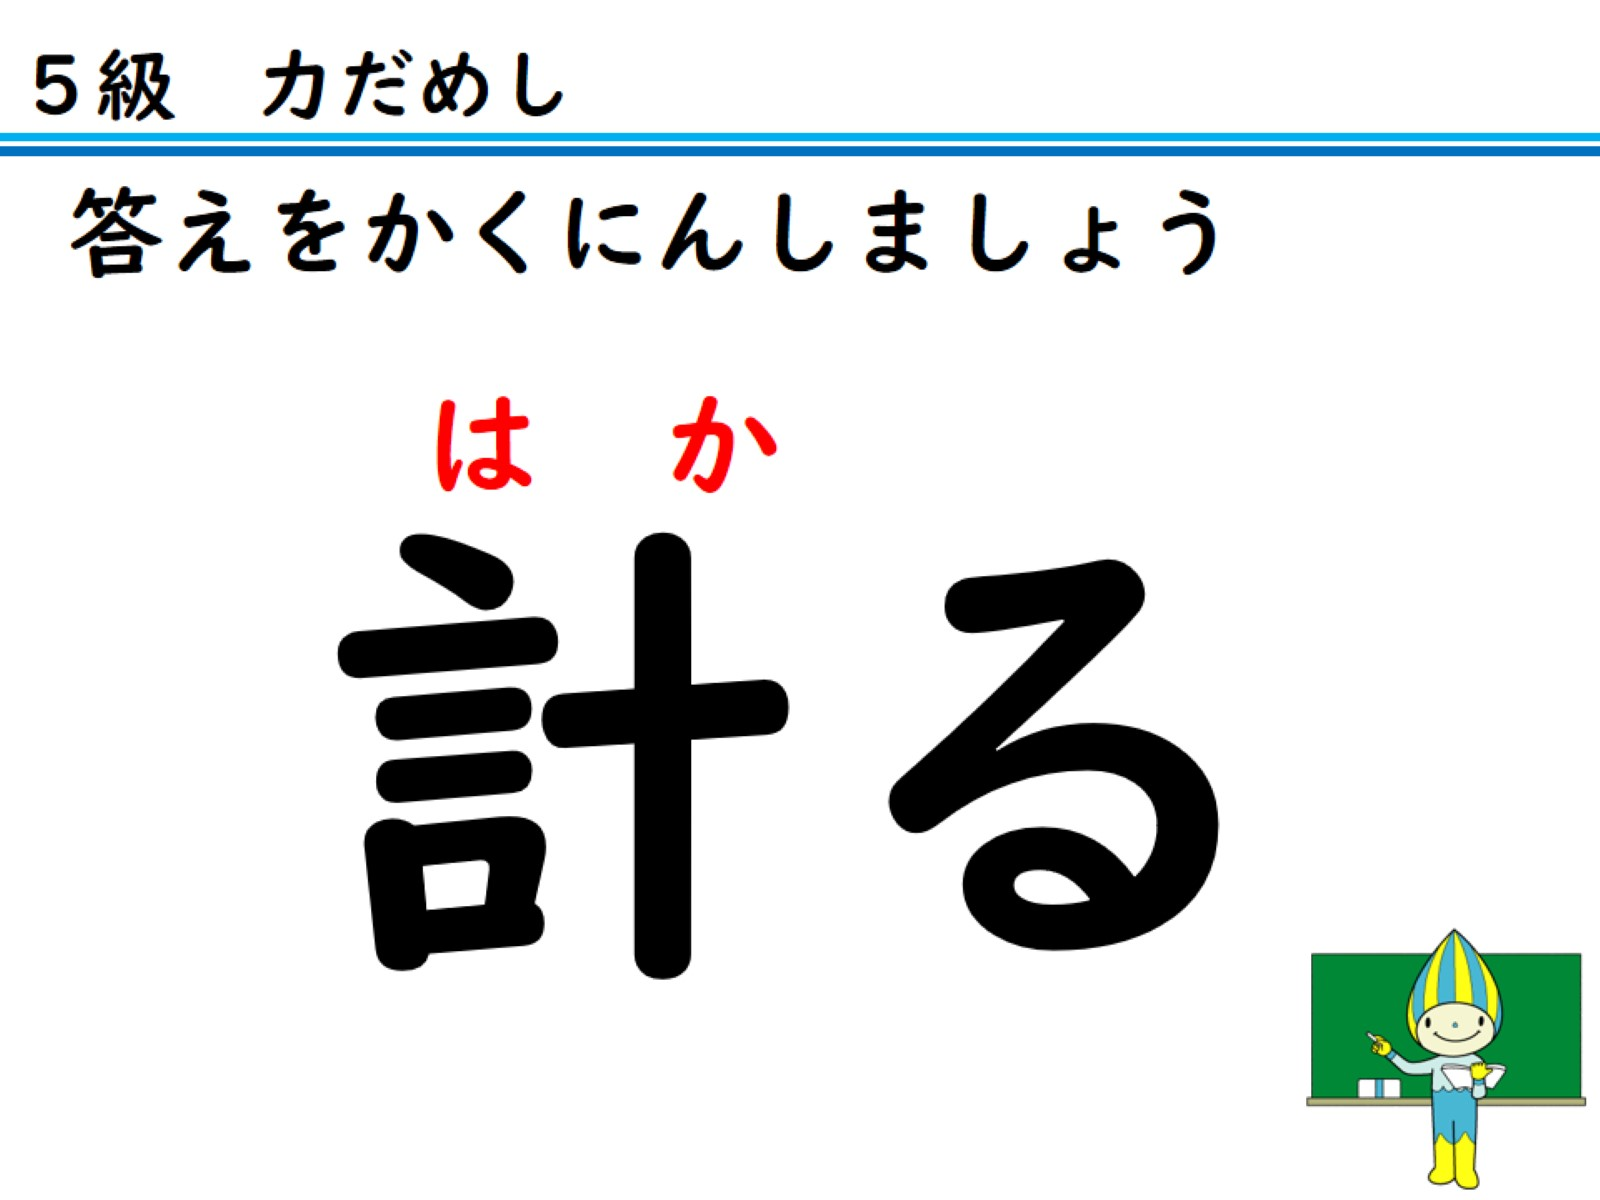 ５級　力だめし
答えをかくにんしましょう
はか
計る